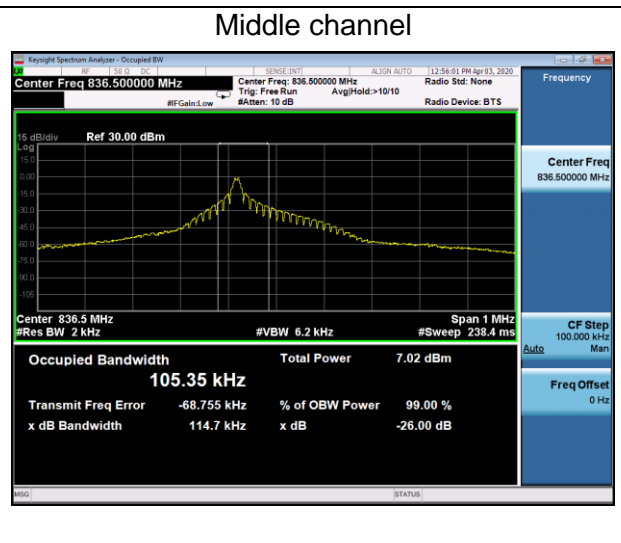 Middle channel
Keysight Spectrum Analyzer - Occupied BW
RF 50 Ω DC SENSE:INT ALIGN AUTO 12:56:01 PM Apr 03, 2020
Center Freq 836.500000 MHz
Center Freq: 836.500000 MHz
Radio Std: None
Trig: Free Run Avg|Hold:>10/10
#IFGain:Low #Atten: 10 dB Radio Device: BTS
Frequency
15 dB/div Ref 30.00 dBm
Log
15.0
0.00
-15.0
-30.0
-45.0
-60.0
-75.0
-90.0
-105
Center Freq
836.500000 MHz
Center 836.5 MHz Span 1 MHz
#Res BW 2 kHz #VBW 6.2 kHz #Sweep 238.4 ms
CF Step
100.000 kHz
Auto Man
Occupied Bandwidth Total Power 7.02 dBm
105.35 kHz
Transmit Freq Error -68.755 kHz % of OBW Power 99.00 %
x dB Bandwidth 114.7 kHz x dB -26.00 dB
Freq Offset
0 Hz
MSG STATUS